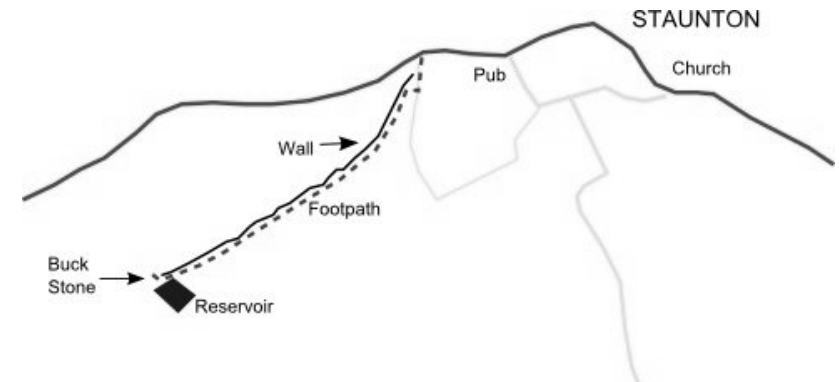 STAUNTON
Church
Pub
Wall
Footpath
Buck
Stone
Reservoir